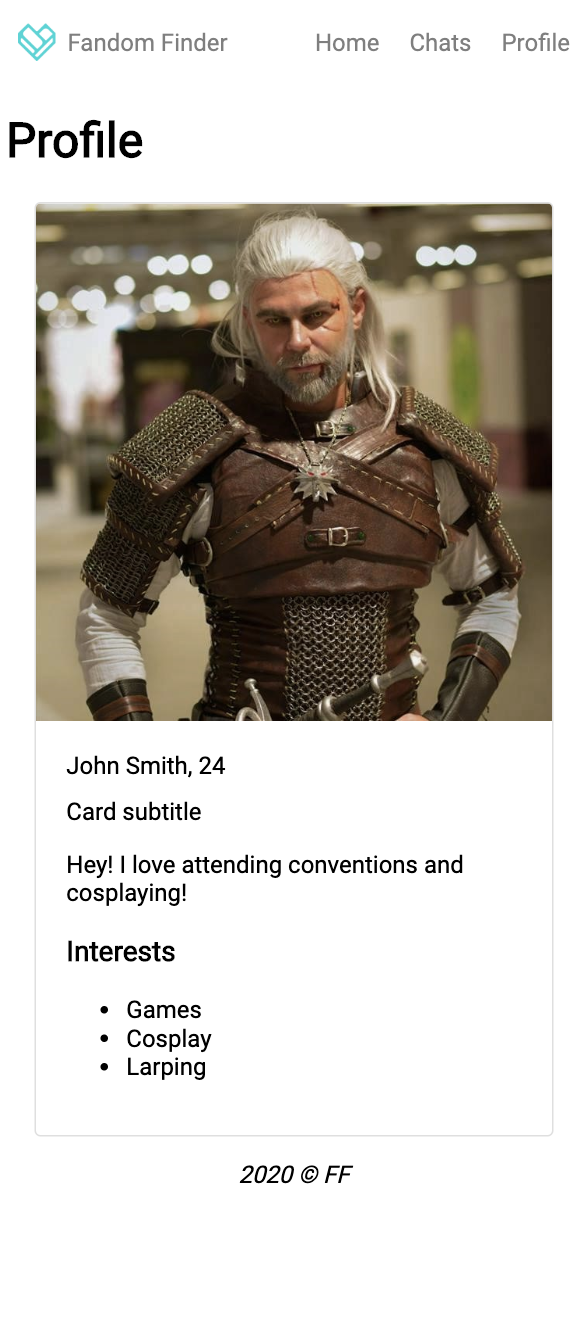 Fandom Finder Home Chats Profile
Profile
John Smith, 24
Card subtitle
Hey! I love attending conventions and
cosplaying!
Interests
Games
Cosplay
Larping
2020 © FF